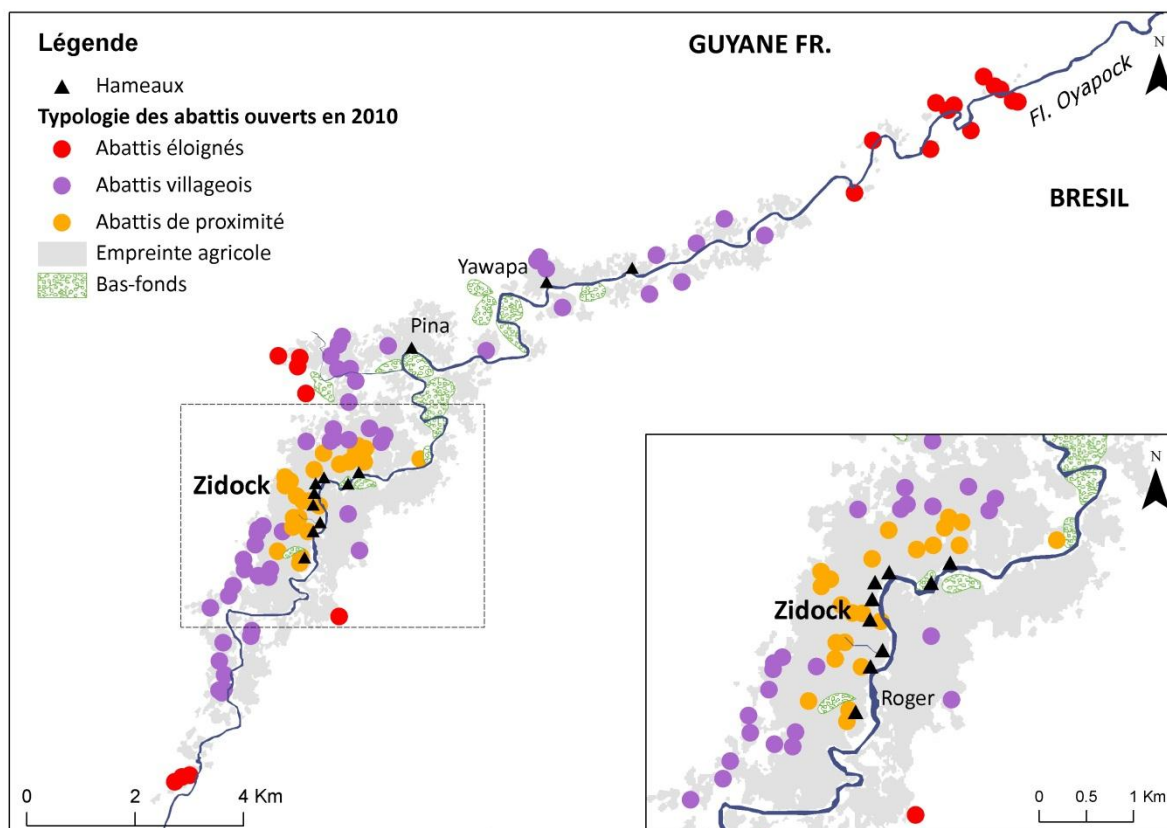 GUYANE FR.
N
Fl. Oyapock
BRESIL
Légende
Hameaux
Typologie des abattis ouverts en 2010
Abattis éloignés
Abattis villageois
Abattis de proximité
Empreinte agricole
Bas-fonds
Yawapa
Pina
Zidock
0 2 4 Km
N
Zidock
Roger
0 0.5 1 Km